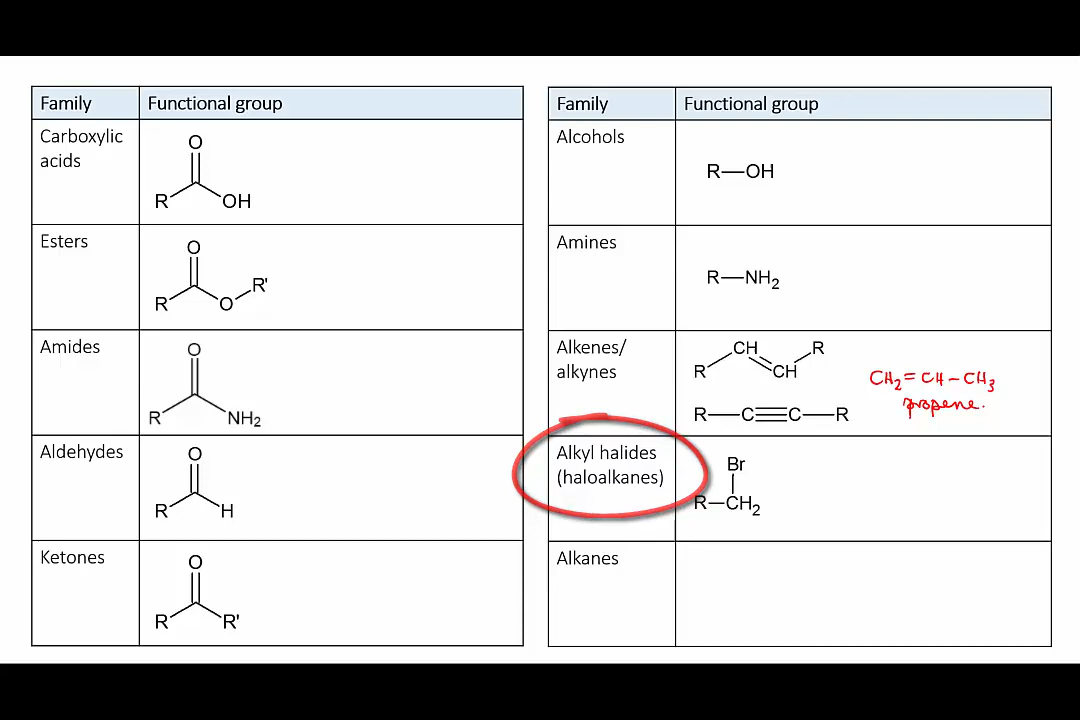 Family Functional group
Carboxylic
acids
O
R OH
Esters
O
R O R'
Amides
O
R NH2
Aldehydes
O
R H
Ketones
O
R R'
Family Functional group
Alcohols
R—OH
Amines
R—NH2
Alkenes/
alkynes
CH R
R CH
R—C≡C—R
CH2=CH–CH3
propene.
Alkyl halides
(haloalkanes)
Br
R—CH2
Alkanes